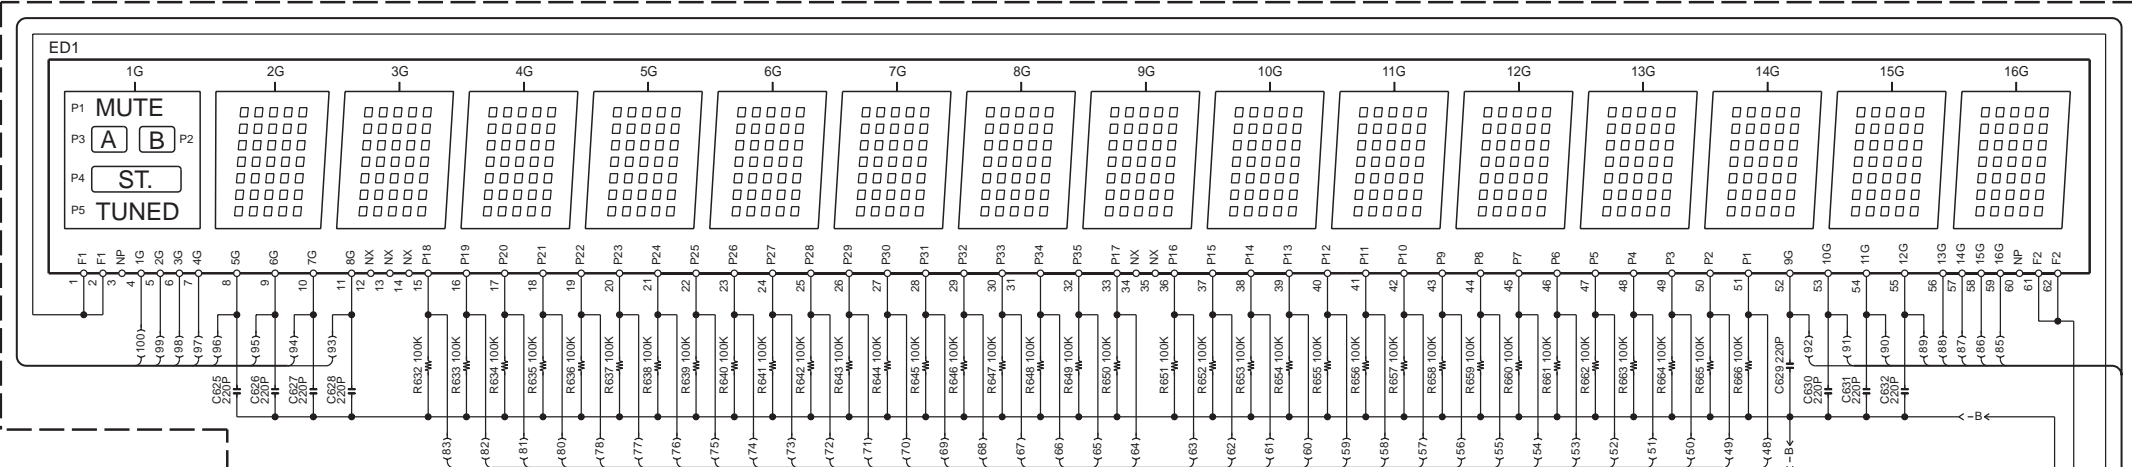 ED1
1G 2G 3G 4G 5G 6G 7G 8G 9G 10G 11G 12G 13G 14G 15G 16G
P1 MUTE
P3 A B P2
P4 ST.
P5 TUNED
F1 F1 NP 1G 2G 3G 4G 5G 6G 7G 8G NX NX NX P18 P19 P20 P21 P22 P23 P24 P25 P26 P27 P28 P29 P30 P31 P32 P33 P34 P35 P17 NX NX P16 P15 P14 P13 P12 P11 P10 P9 P8 P7 P6 P5 P4 P3 P2 P1 9G 10G 11G 12G 13G 14G 15G 16G NP F2 F2
1 2 3 4 5 6 7 8 9 10 11 12 13 14 15 16 17 18 19 20 21 22 23 24 25 26 27 28 29 30 31 32 33 34 35 36 37 38 39 40 41 42 43 44 45 46 47 48 49 50 51 52 53 54 55 56 57 58 59 60 61 62
(100) (99) (98) (97) (96) (95) (94) (93)
(92) (91) (90) (89) (88) (87) (86) (85)
C625 220P
C626 220P
C627 220P
C628 220P
R632 100K
R633 100K
R634 100K
R635 100K
R636 100K
R637 100K
R638 100K
R639 100K
R640 100K
R641 100K
R642 100K
R643 100K
R644 100K
R645 100K
R646 100K
R647 100K
R648 100K
R649 100K
R650 100K
R651 100K
R652 100K
R653 100K
R654 100K
R655 100K
R656 100K
R657 100K
R658 100K
R659 100K
R660 100K
R661 100K
R662 100K
R663 100K
R664 100K
R665 100K
R666 100K
C629 220P
C630 220P
C631 220P
C632 220P
-B
(83) (82) (81) (80) (78) (77) (76) (75) (74) (73) (72) (71) (70) (69) (68) (67) (66) (65) (64) (63) (62) (61) (60) (59) (58) (57) (56) (55) (54) (53) (52) (51) (50) (49) (48)
-B